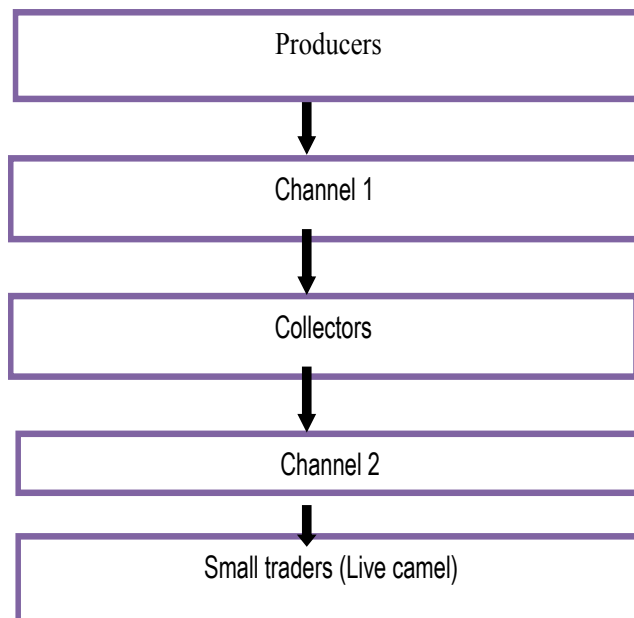 Producers
Channel 1
Collectors
Channel 2
Small traders (Live camel)